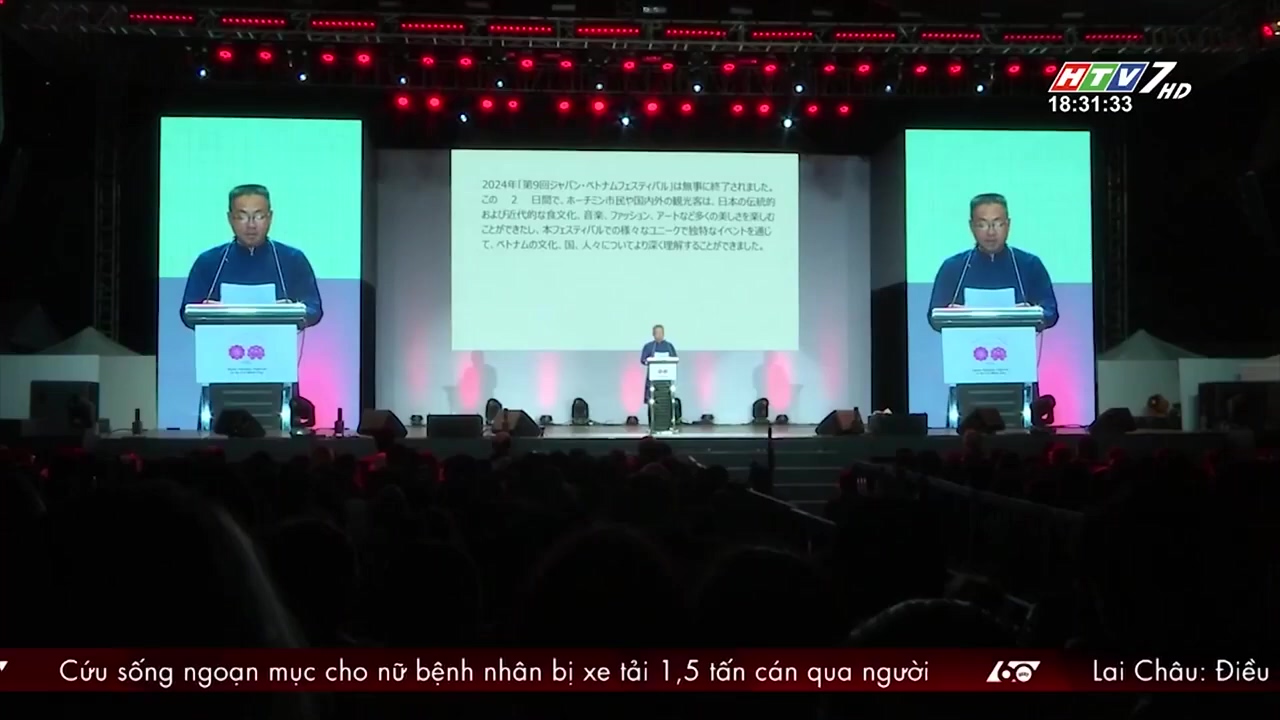 HTV7 HD
18:31:33
2024年「第9回ジャパン・ベトナムフェスティバル」は無事に終了されました。
この 2 日間で、ホーチミン市民や国内外の観光客は、日本の伝統的
および近代的な食文化、音楽、ファッション、アートなど多くの美しさを楽しむ
ことができたし、本フェスティバルでの様々なユニークで独特なイベントを通じ
て、ベトナムの文化、国、人々についてより深く理解することができました。
Cứu sống ngoạn mục cho nữ bệnh nhân bị xe tải 1,5 tấn cán qua người
60 giây
Lai Châu: Điều